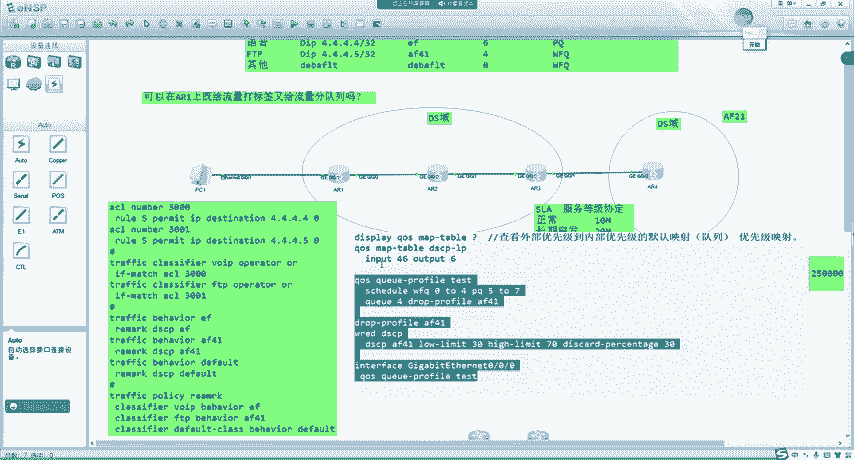 eNSP
语音 Dip 4.4.4.4/32 ef 6 PQ
FTP Dip 4.4.4.5/32 af41 4 WFQ
其他 debaflt debaflt 0 WFQ
可以在AR1上既给流量打标签又给流量分队列吗？
设备连线
Auto
Auto
Copper
Serial
POS
E1
ATM
CTL
Auto
自动选择接口连接设备。
DS域
DS域
AF21
PC1
AR1
AR2
AR3
AR4
SLA 服务等级协定
正常 10M
250000
acl number 3000
rule 5 permit ip destination 4.4.4.4 0
acl number 3001
rule 5 permit ip destination 4.4.4.5 0
#
traffic classifier voip operator or
if-match acl 3000
traffic classifier ftp operator or
if-match acl 3001
#
traffic behavior ef
remark dscp ef
traffic behavior af41
remark dscp af41
traffic behavior default
remark dscp default
#
traffic policy remark
classifier voip behavior ef
classifier ftp behavior af41
classifier default-class behavior default
display qos map-table ? //查看外部优先级到内部优先级的默认映射（队列） 优先级映射。
qos map-table dscp-lp
input 46 output 6
qos queue-profile test
schedule wfq 0 to 4 pq 5 to 7
queue 4 drop-profile af41
drop-profile af41
wred dscp
dscp af41 low-limit 30 high-limit 70 discard-percentage 30
interface GigabitEthernet0/0/0
qos queue-profile test